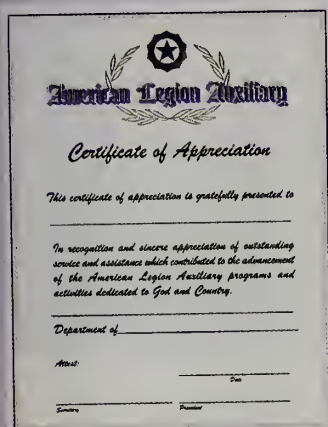 American Legion Auxiliary
Certificate of Appreciation
This certificate of appreciation is gratefully presented to
In recognition and sincere appreciation of outstanding
service and assistance which contributed to the advancement
of the American Legion Auxiliary programs and
activities dedicated to God and Country.
Department of
Attest:
Date
Secretary President